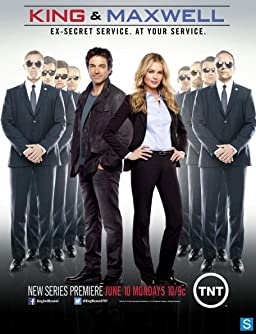 KING & MAXWELL
EX-SECRET SERVICE. AT YOUR SERVICE.
NEW SERIES PREMIERE JUNE 10 MONDAYS 10/9c
TNT
S